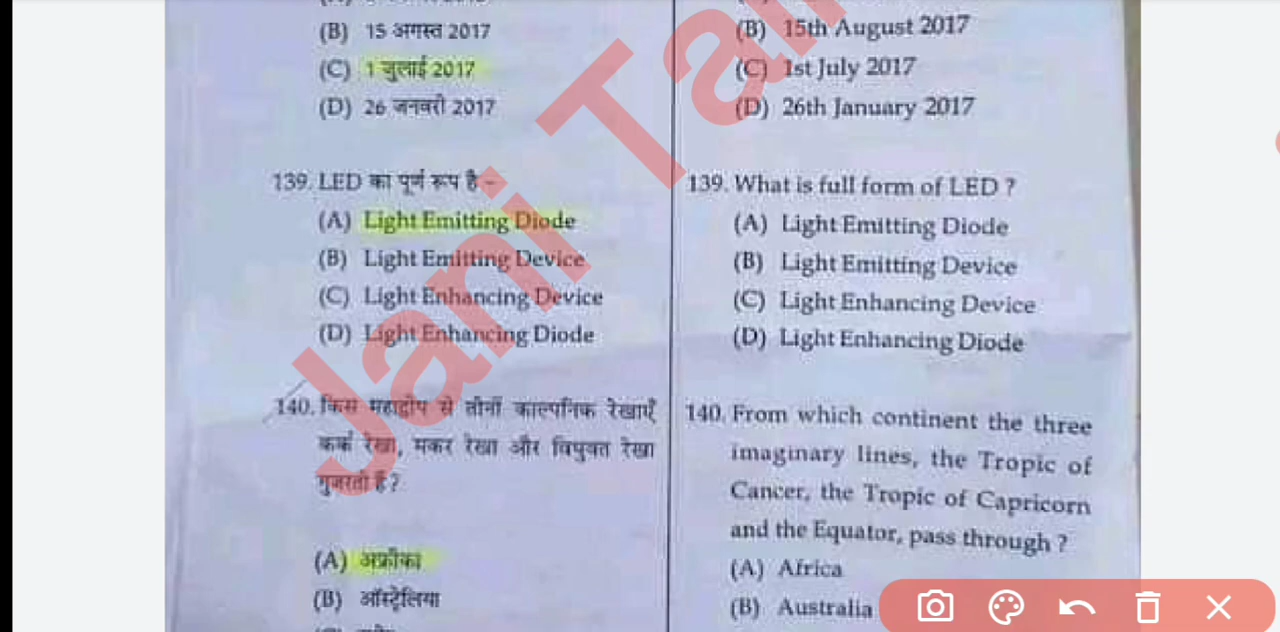 (B) 15 अगस्त 2017
(C) 1 जुलाई 2017
(D) 26 जनवरी 2017
139. LED का पूर्ण रूप है -
(A) Light Emitting Diode
(B) Light Emitting Device
(C) Light Enhancing Device
(D) Light Enhancing Diode
140. किस महाद्वीप से तीनों काल्पनिक रेखाएँ
कर्क रेखा, मकर रेखा और विषुवत रेखा
गुजरती हैं?
(A) अफ्रीका
(B) ऑस्ट्रेलिया
(B) 15th August 2017
(C) 1st July 2017
(D) 26th January 2017
139. What is full form of LED ?
(A) Light Emitting Diode
(B) Light Emitting Device
(C) Light Enhancing Device
(D) Light Enhancing Diode
140. From which continent the three
imaginary lines, the Tropic of
Cancer, the Tropic of Capricorn
and the Equator, pass through ?
(A) Africa
(B) Australia
Jani Ta